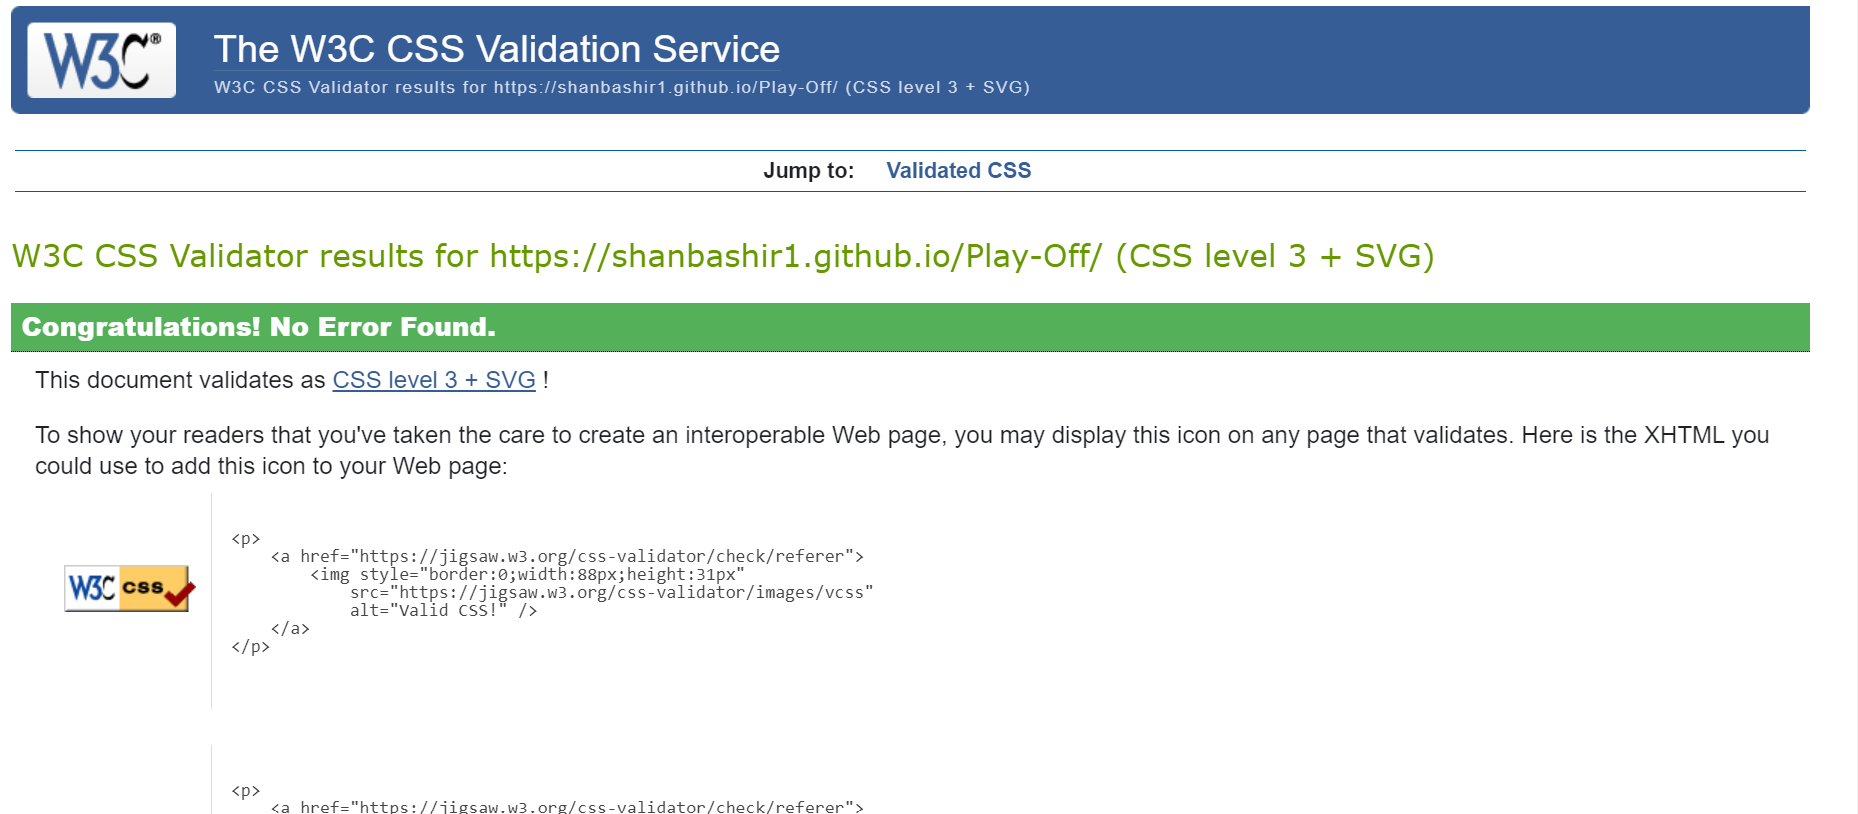 W3C®
The W3C CSS Validation Service
W3C CSS Validator results for https://shanbashir1.github.io/Play-Off/ (CSS level 3 + SVG)
Jump to: Validated CSS
W3C CSS Validator results for https://shanbashir1.github.io/Play-Off/ (CSS level 3 + SVG)
Congratulations! No Error Found.
This document validates as CSS level 3 + SVG !
To show your readers that you've taken the care to create an interoperable Web page, you may display this icon on any page that validates. Here is the XHTML you
could use to add this icon to your Web page:
W3C css
<p>
    <a href="https://jigsaw.w3.org/css-validator/check/referer">
        <img style="border:0;width:88px;height:31px"
            src="https://jigsaw.w3.org/css-validator/images/vcss"
            alt="Valid CSS!" />
    </a>
</p>
<p>
    <a href="https://jigsaw.w3.org/css-validator/check/referer">